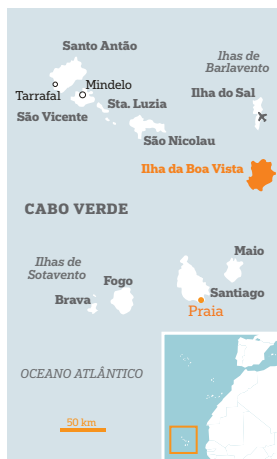 Santo Antão
Ilhas de
Barlavento
Mindelo
Ilha do Sal
Tarrafal
Sta. Luzia
São Vicente
São Nicolau
Ilha da Boa Vista
CABO VERDE
Maio
Ilhas de
Sotavento
Fogo
Santiago
Brava
Praia
OCEANO ATLÂNTICO
50 km